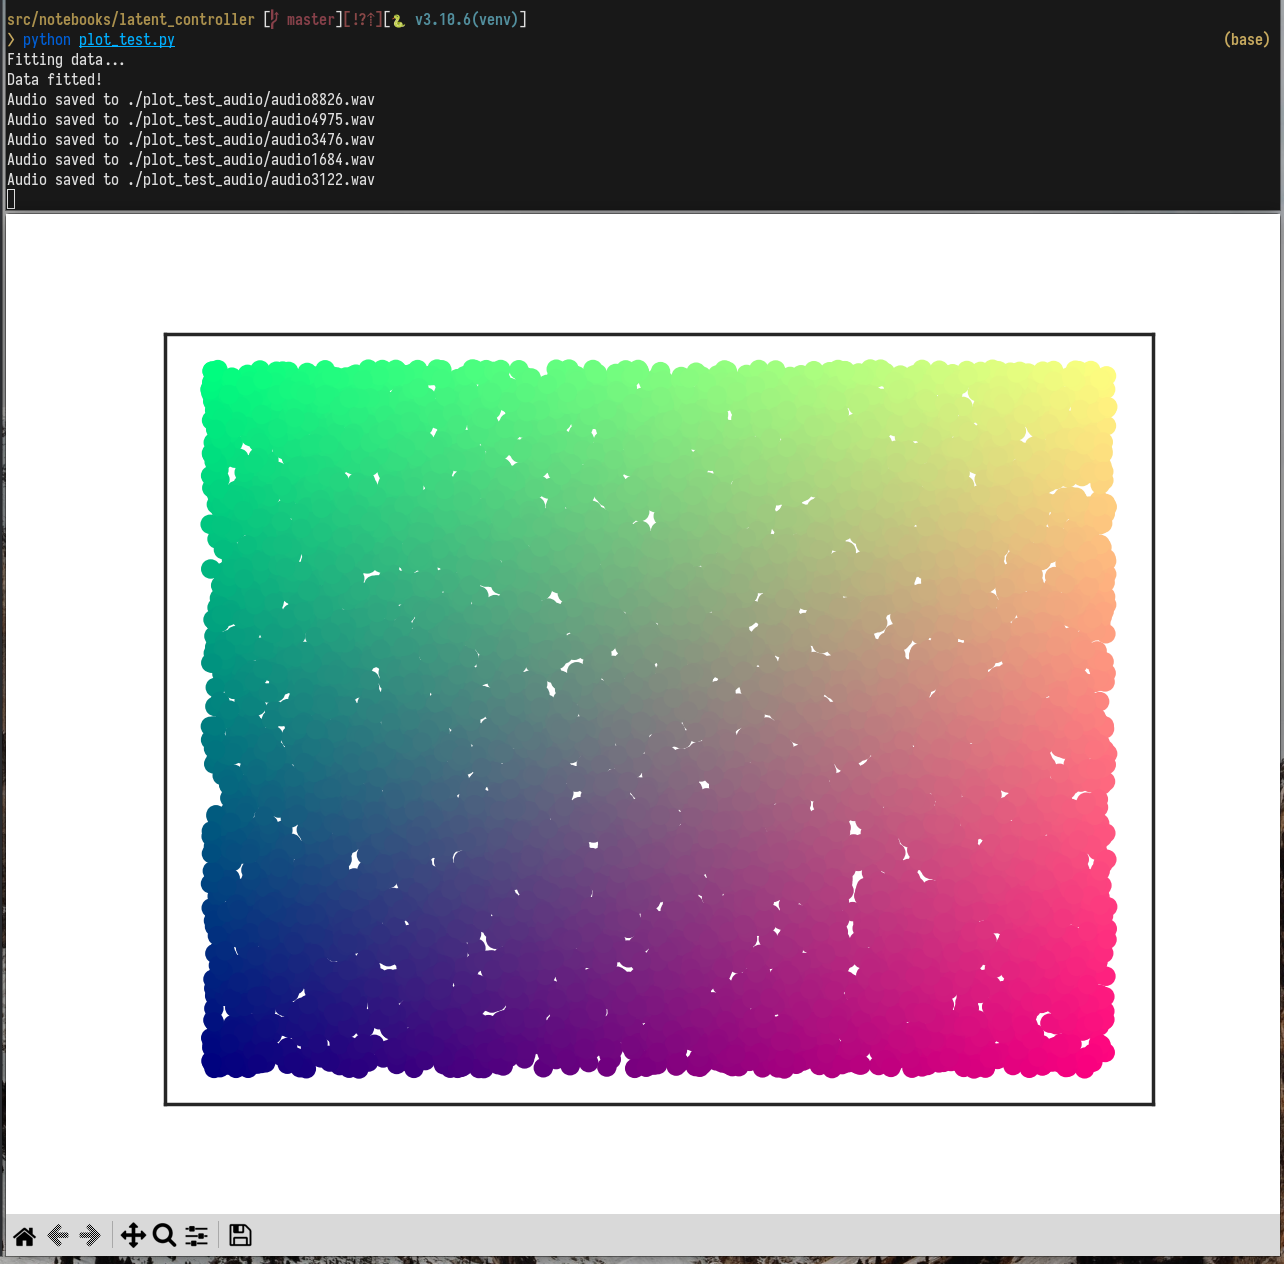 src/notebooks/latent_controller [ master][!?↑][🐍 v3.10.6(venv)]
❯ python plot_test.py (base)
Fitting data...
Data fitted!
Audio saved to ./plot_test_audio/audio8826.wav
Audio saved to ./plot_test_audio/audio4975.wav
Audio saved to ./plot_test_audio/audio3476.wav
Audio saved to ./plot_test_audio/audio1684.wav
Audio saved to ./plot_test_audio/audio3122.wav